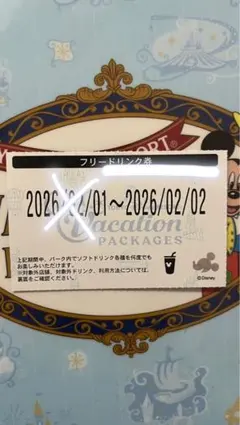 フリードリンク券
2026/02/01〜2026/02/02
Vacation
PACKAGES
上記期間中、パーク内でソフトドリンク各種を何度でも
お楽しみいただけます。
※対象外店舗、対象外ドリンク、利用方法については、
裏面をご確認ください。
©Disney